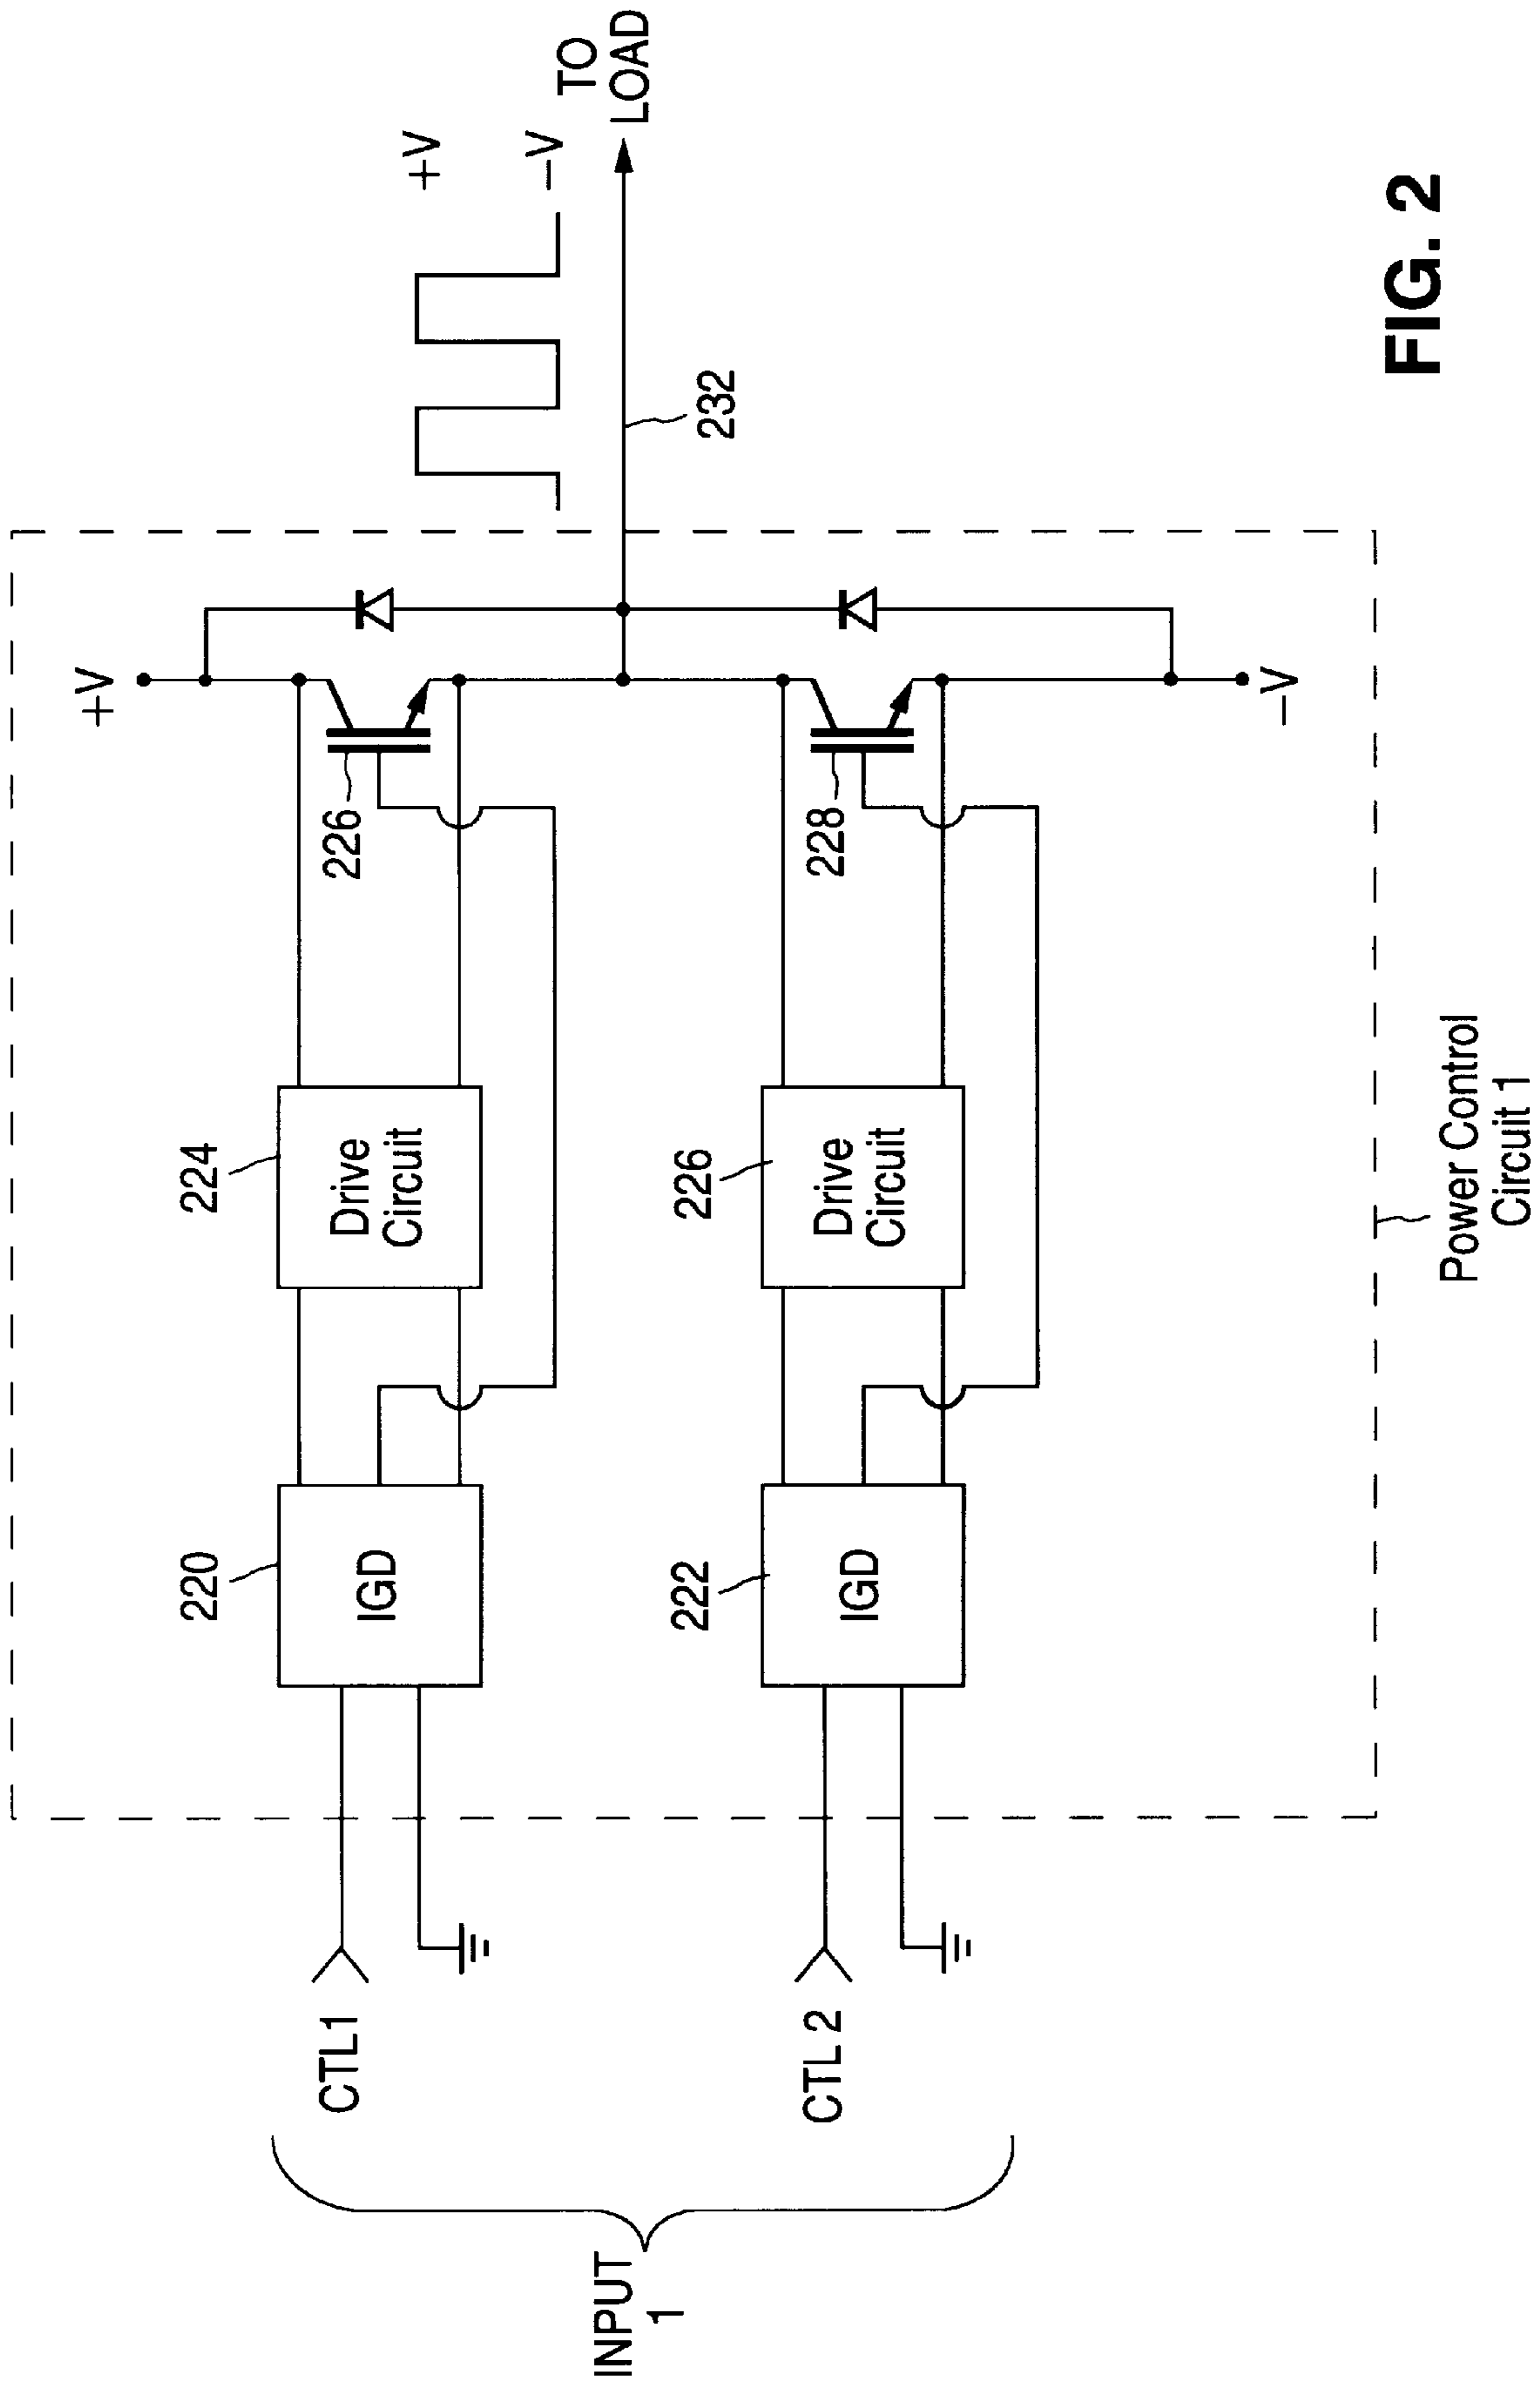 +V
+V
−V
TO
LOAD
220
224
226
IGD
Drive
Circuit
CTL1
232
INPUT
1
222
226
228
IGD
Drive
Circuit
CTL 2
−V
Power Control
Circuit 1
FIG. 2